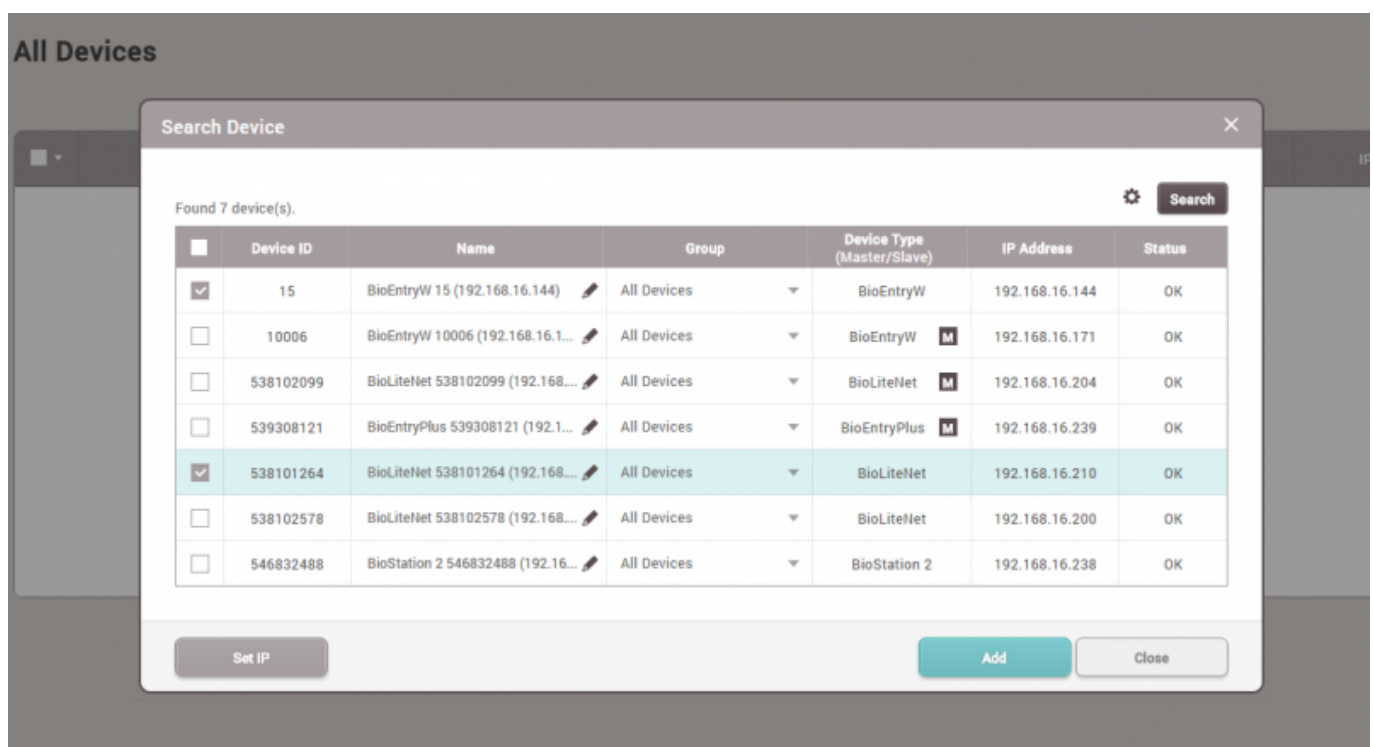 All Devices
Search Device
IP
Found 7 device(s).
Search
Device ID Name Group Device Type (Master/Slave) IP Address Status
15 BioEntryW 15 (192.168.16.144) All Devices BioEntryW 192.168.16.144 OK
10006 BioEntryW 10006 (192.168.16.1... All Devices BioEntryW M 192.168.16.171 OK
538102099 BioLiteNet 538102099 (192.168.... All Devices BioLiteNet M 192.168.16.204 OK
539308121 BioEntryPlus 539308121 (192.1... All Devices BioEntryPlus M 192.168.16.239 OK
538101264 BioLiteNet 538101264 (192.168.... All Devices BioLiteNet 192.168.16.210 OK
538102578 BioLiteNet 538102578 (192.168.... All Devices BioLiteNet 192.168.16.200 OK
546832488 BioStation 2 546832488 (192.16... All Devices BioStation 2 192.168.16.238 OK
Set IP Add Close